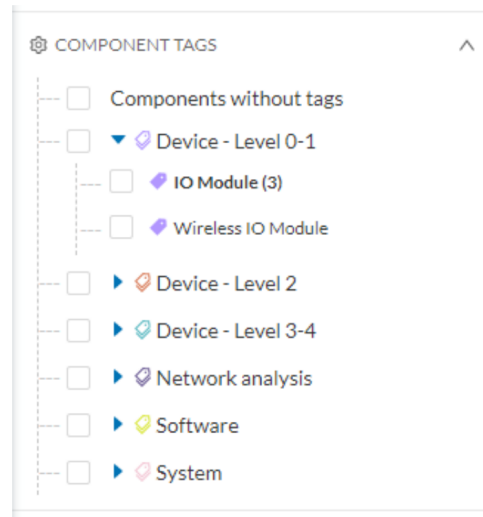 COMPONENT TAGS
Components without tags
Device - Level 0-1
IO Module (3)
Wireless IO Module
Device - Level 2
Device - Level 3-4
Network analysis
Software
System